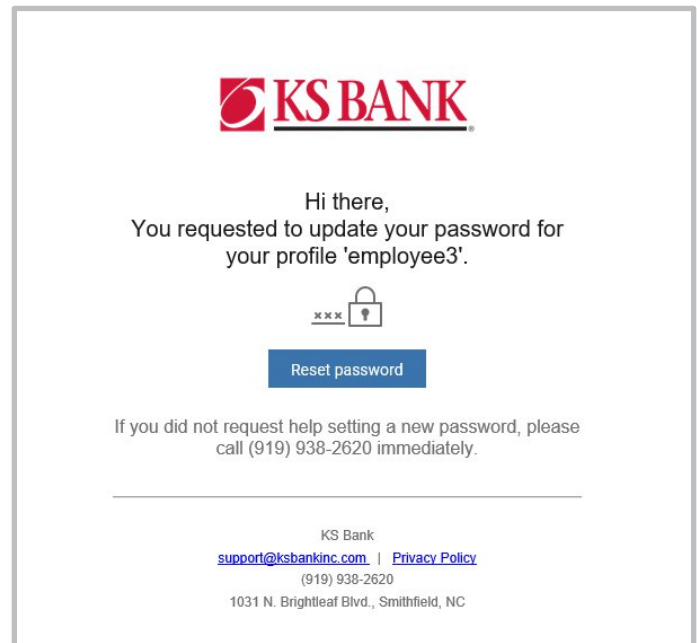 KS BANK
Hi there,
You requested to update your password for
your profile 'employee3'.
xxx
Reset password
If you did not request help setting a new password, please
call (919) 938-2620 immediately.
KS Bank
support@ksbankinc.com | Privacy Policy
(919) 938-2620
1031 N. Brightleaf Blvd., Smithfield, NC